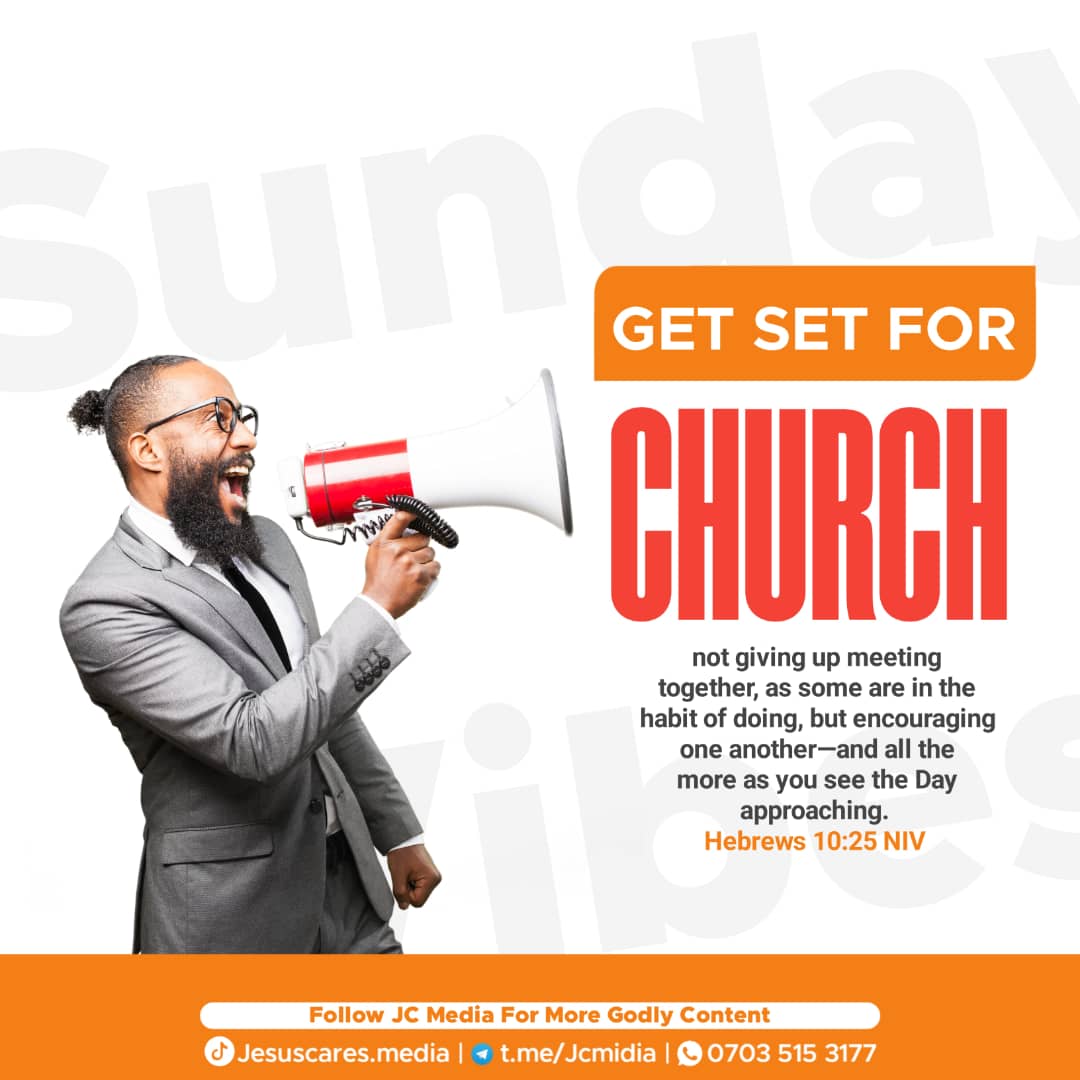 Sunday
GET SET FOR
CHURCH
not giving up meeting
together, as some are in the
habit of doing, but encouraging
one another—and all the
more as you see the Day
approaching.
Hebrews 10:25 NIV
vibes
Follow JC Media For More Godly Content
Jesuscares.media | t.me/Jcmidia | 0703 515 3177